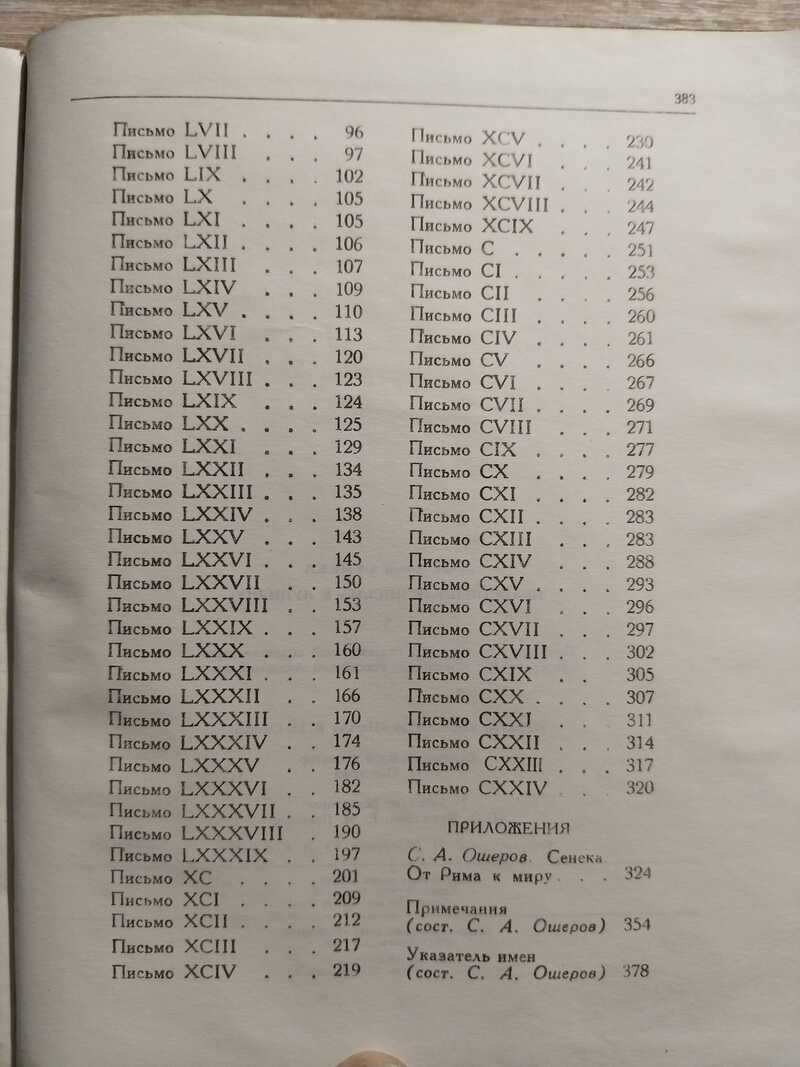 383
Письмо LVII . . . . 96
Письмо LVIII . . . 97
Письмо LIX . . . . 102
Письмо LX . . . . 105
Письмо LXI . . . . 105
Письмо LXII . . . . 106
Письмо LXIII . . . 107
Письмо LXIV . . . 109
Письмо LXV . . . . 110
Письмо LXVI . . . 113
Письмо LXVII . . . 120
Письмо LXVIII . . . 123
Письмо LXIX . . . 124
Письмо LXX . . . . 125
Письмо LXXI . . . 129
Письмо LXXII . . . 134
Письмо LXXIII . . . 135
Письмо LXXIV . . . 138
Письмо LXXV . . . 143
Письмо LXXVI . . . 145
Письмо LXXVII . . 150
Письмо LXXVIII . . 153
Письмо LXXIX . . . 157
Письмо LXXX . . . 160
Письмо LXXXI . . . 161
Письмо LXXXII . . 166
Письмо LXXXIII . . 170
Письмо LXXXIV . . 174
Письмо LXXXV . . 176
Письмо LXXXVI . . 182
Письмо LXXXVII . . 185
Письмо LXXXVIII . 190
Письмо LXXXIX . . 197
Письмо XC . . . . 201
Письмо XCI . . . . 209
Письмо XCII . . . . 212
Письмо XCIII . . . 217
Письмо XCIV . . . 219
Письмо XCV . . . . 230
Письмо XCVI . . . 241
Письмо XCVII . . . 242
Письмо XCVIII . . . 244
Письмо XCIX . . . 247
Письмо C . . . . . 251
Письмо CI . . . . . 253
Письмо CII . . . . 256
Письмо CIII . . . . 260
Письмо CIV . . . . 261
Письмо CV . . . . 266
Письмо CVI . . . . 267
Письмо CVII . . . . 269
Письмо CVIII . . . 271
Письмо CIX . . . . 277
Письмо CX . . . . 279
Письмо CXI . . . . 282
Письмо CXII . . . . 283
Письмо CXIII . . . 283
Письмо CXIV . . . 288
Письмо CXV . . . . 293
Письмо CXVI . . . 296
Письмо CXVII . . . 297
Письмо CXVIII . . . 302
Письмо CXIX . . 305
Письмо CXX . . . . 307
Письмо CXXI . . 311
Письмо CXXII . . . 314
Письмо CXXIII . . . 317
Письмо CXXIV . . 320
ПРИЛОЖЕНИЯ
С. А. Ошеров. Сенека
От Рима к миру . . . 324
Примечания
(сост. С. А. Ошеров) 354
Указатель имен
(сост. С. А. Ошеров) 378